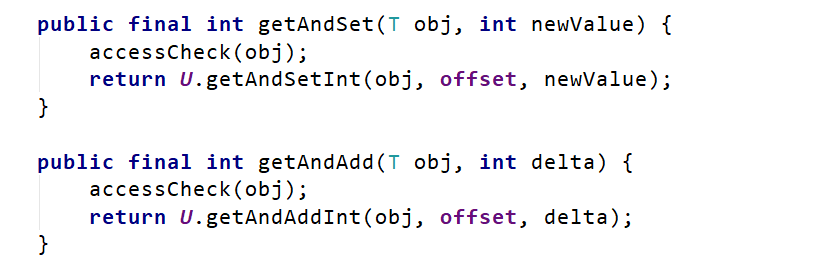 public final int getAndSet(T obj, int newValue) {
    accessCheck(obj);
    return U.getAndSetInt(obj, offset, newValue);
}

public final int getAndAdd(T obj, int delta) {
    accessCheck(obj);
    return U.getAndAddInt(obj, offset, delta);
}